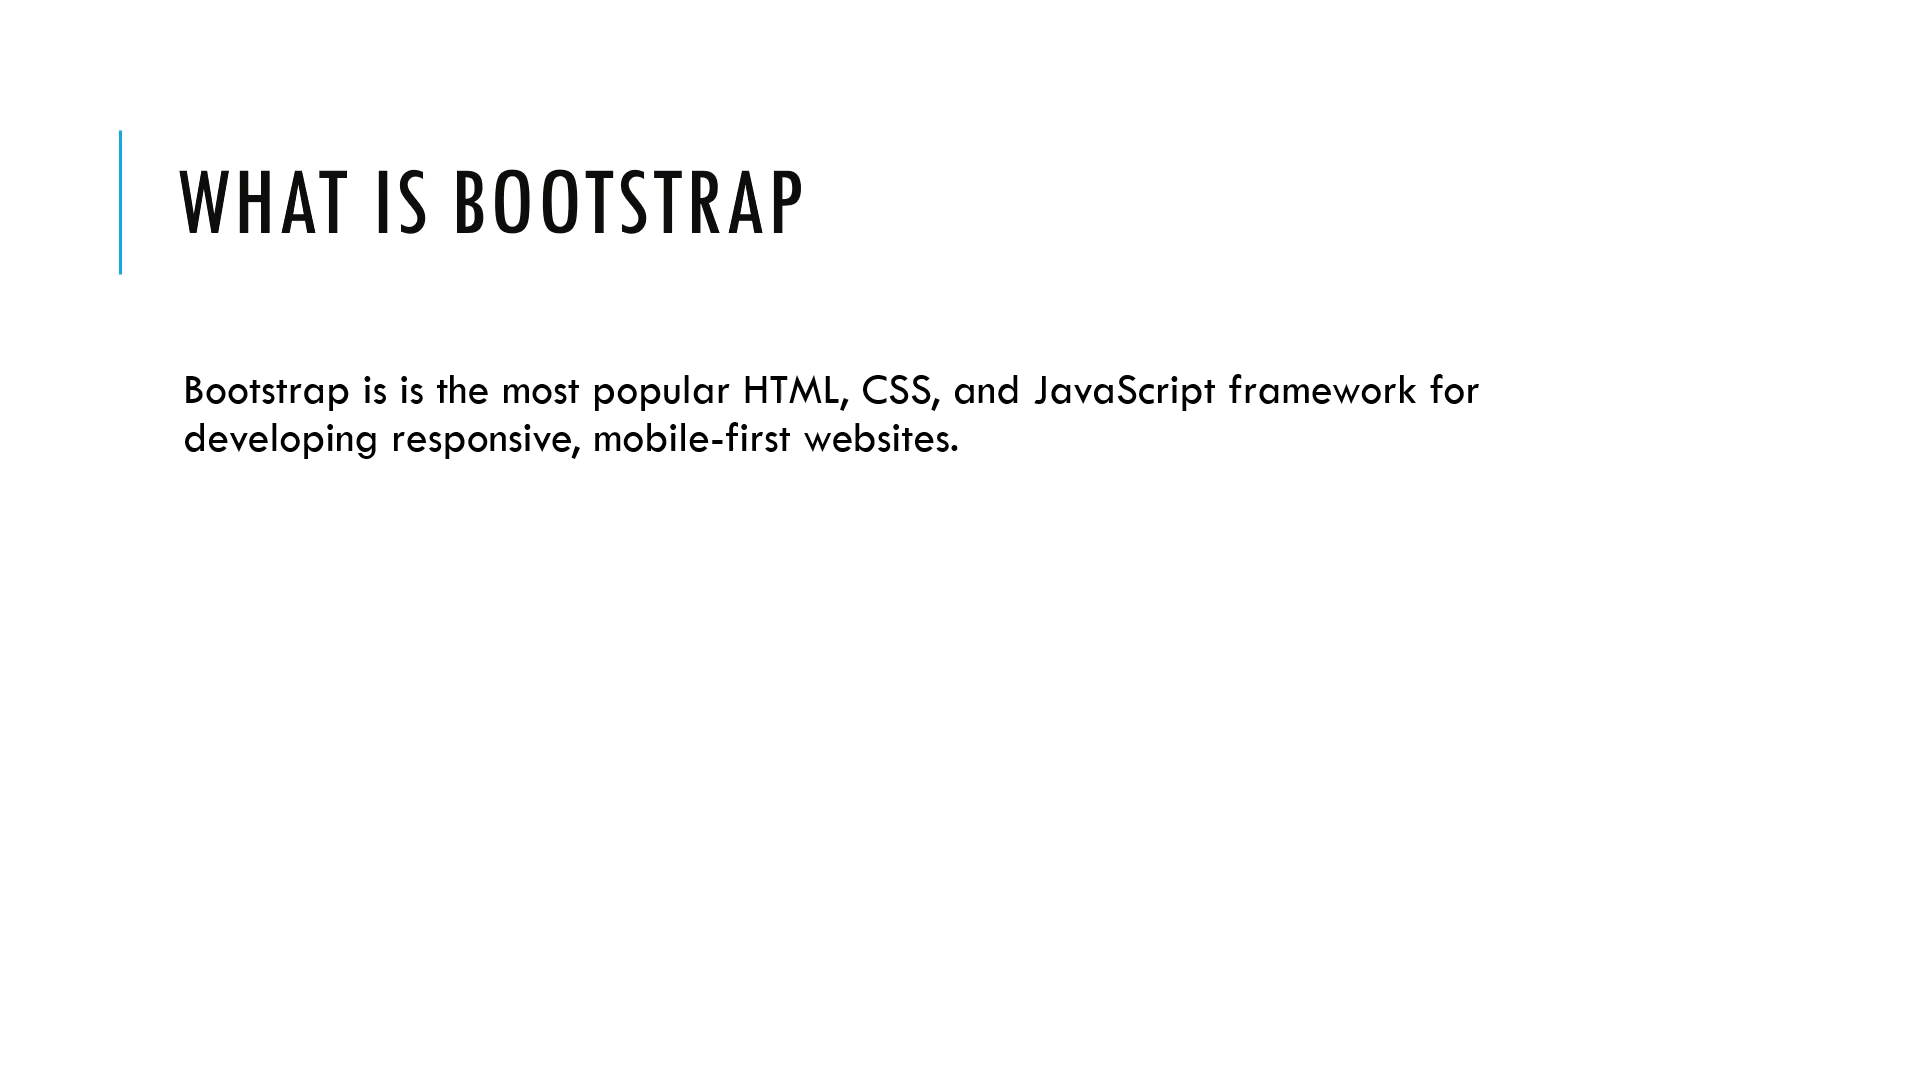 WHAT IS BOOTSTRAP
Bootstrap is is the most popular HTML, CSS, and JavaScript framework for
developing responsive, mobile-first websites.